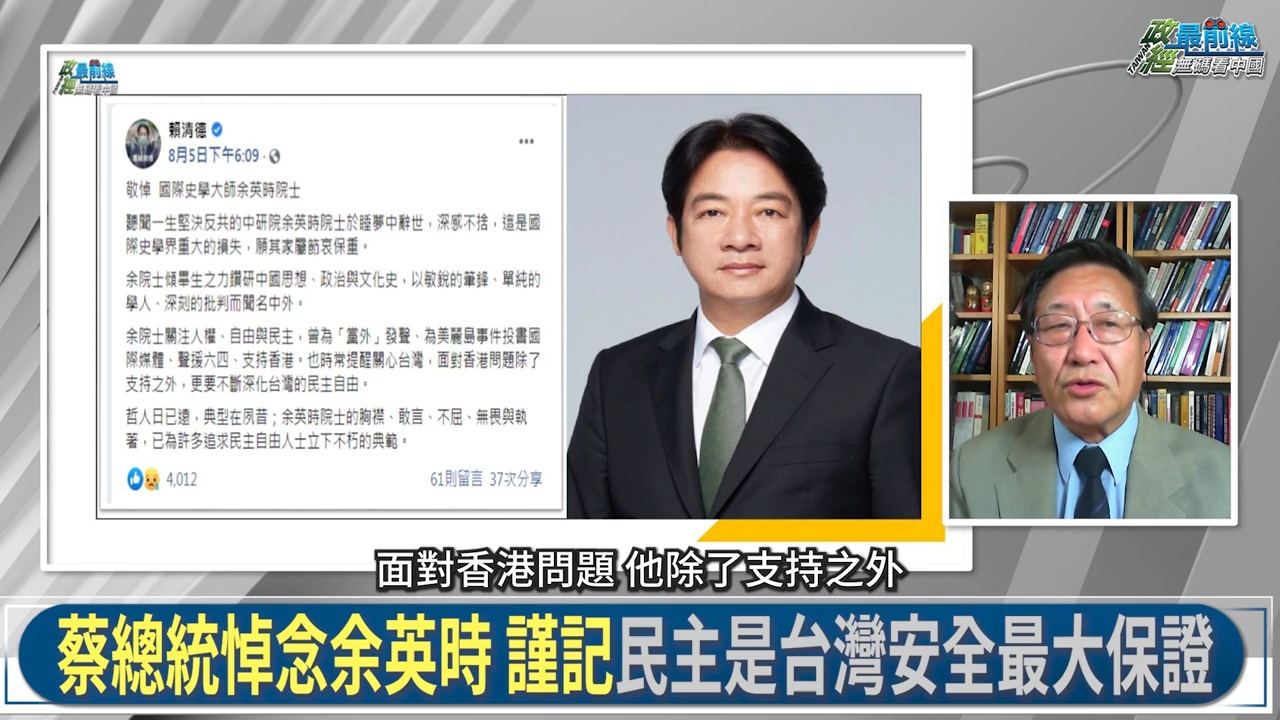 政經最前線
無碼看中國
TAIWAN
政經最前線
無碼看中國
賴清德
8月5日下午6:09
敬悼 國際史學大師余英時院士
聽聞一生堅決反共的中研院余英時院士於睡夢中辭世，深感不捨，這是國
際史學界重大的損失，願其家屬節哀保重。
余院士傾畢生之力鑽研中國思想、政治與文化史，以敏銳的筆鋒、單純的
學人、深刻的批判而聞名中外。
余院士關注人權、自由與民主，曾為「黨外」發聲、為美麗島事件投書國
際媒體、聲援六四、支持香港。也時常提醒關心台灣，面對香港問題除了
支持之外，更要不斷深化台灣的民主自由。
哲人日已遠，典型在夙昔；余英時院士的胸襟、敢言、不屈、無畏與執
著，已為許多追求民主自由人士立下不朽的典範。
4,012
61則留言 37次分享
面對香港問題 他除了支持之外
蔡總統悼念余英時 謹記民主是台灣安全最大保證